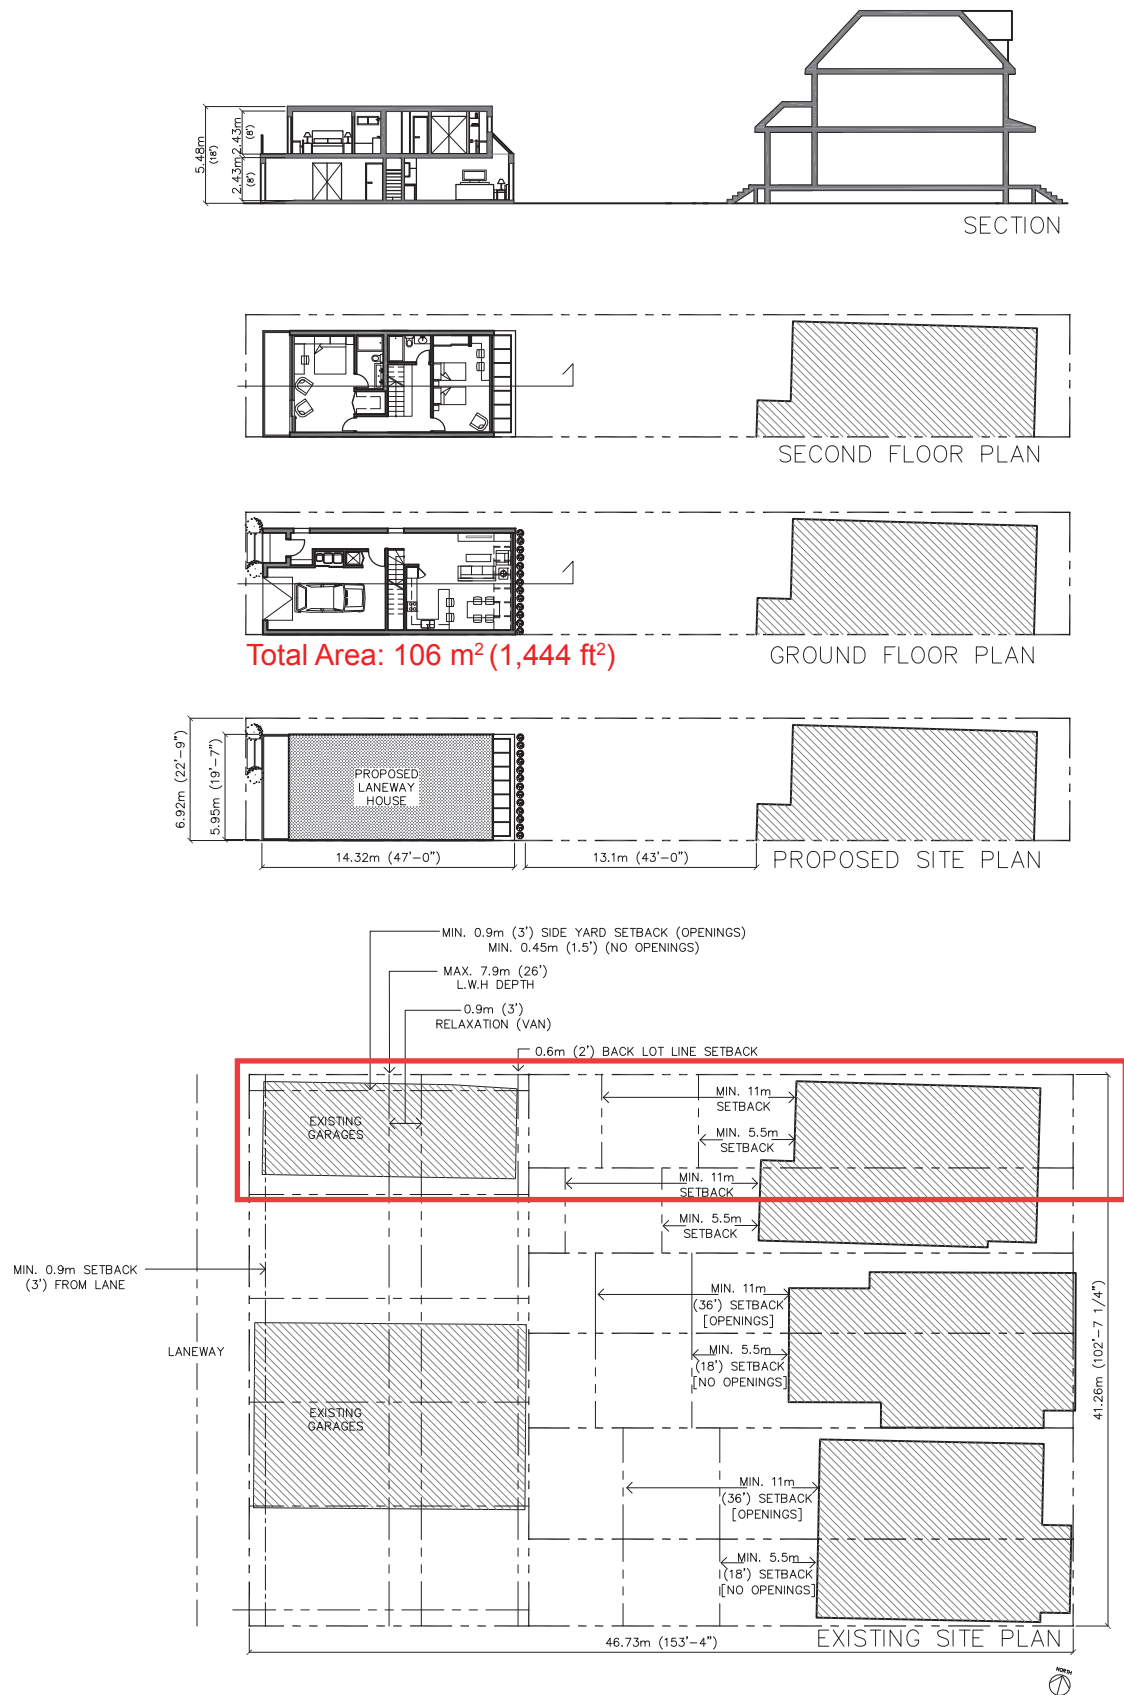 5.48m
(18')
2.43m
(8')
2.43m
(8')
SECTION
SECOND FLOOR PLAN
Total Area: 106 m² (1,444 ft²)
GROUND FLOOR PLAN
6.92m (22'-9")
5.95m (19'-7")
PROPOSED
LANEWAY
HOUSE
14.32m (47'-0")
13.1m (43'-0")
PROPOSED SITE PLAN
MIN. 0.9m (3') SIDE YARD SETBACK (OPENINGS)
MIN. 0.45m (1.5') (NO OPENINGS)
MAX. 7.9m (26')
L.W.H DEPTH
0.9m (3')
RELAXATION (VAN)
0.6m (2') BACK LOT LINE SETBACK
EXISTING
GARAGES
MIN. 11m
SETBACK
MIN. 5.5m
SETBACK
MIN. 11m
SETBACK
MIN. 5.5m
SETBACK
MIN. 0.9m SETBACK
(3') FROM LANE
MIN. 11m
(36') SETBACK
[OPENINGS]
LANEWAY
MIN. 5.5m
(18') SETBACK
[NO OPENINGS]
41.26m (102'-7 1/4")
EXISTING
GARAGES
MIN. 11m
(36') SETBACK
[OPENINGS]
MIN. 5.5m
(18') SETBACK
[NO OPENINGS]
46.73m (153'-4")
EXISTING SITE PLAN
NORTH